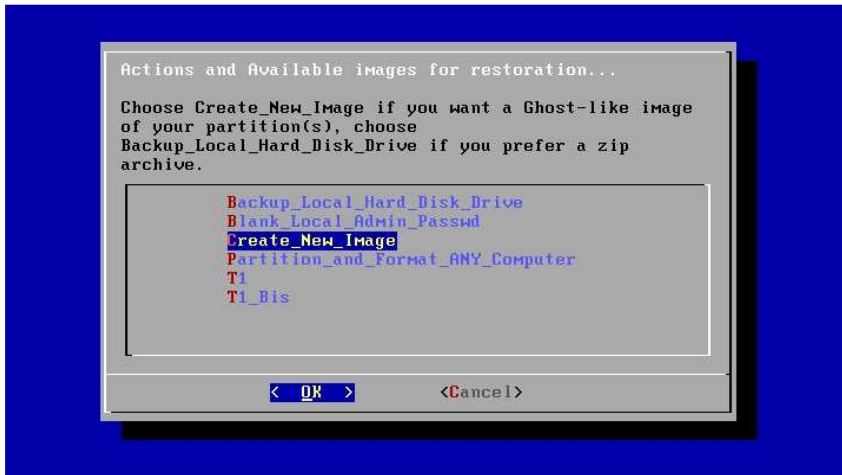 Actions and Available images for restoration...
Choose Create_New_Image if you want a Ghost-like image
of your partition(s), choose
Backup_Local_Hard_Disk_Drive if you prefer a zip
archive.
Backup_Local_Hard_Disk_Drive
Blank_Local_Admin_Passwd
Create_New_Image
Partition_and_Format_ANY_Computer
T1
T1_Bis
< OK > <Cancel>